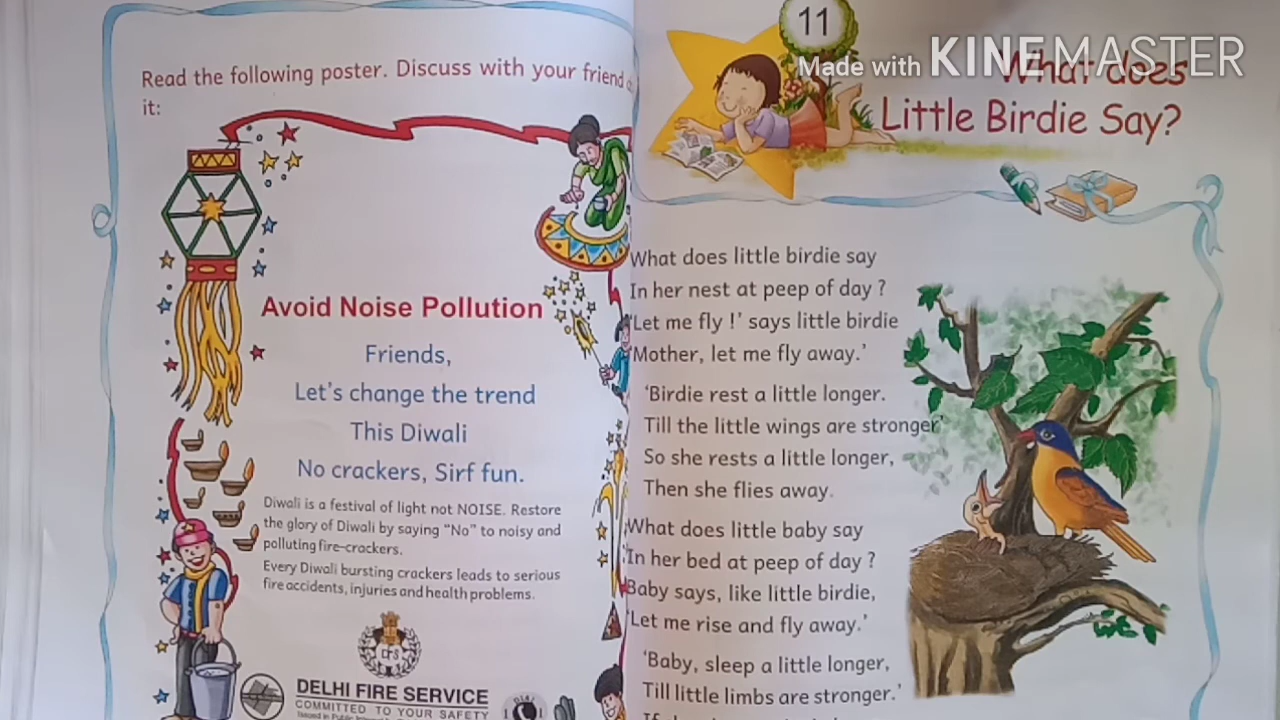 Read the following poster. Discuss with your friend
it:
Avoid Noise Pollution
Friends,
Let's change the trend
This Diwali
No crackers, Sirf fun.
Diwali is a festival of light not NOISE. Restore
the glory of Diwali by saying "No" to noisy and
polluting fire-crackers.
Every Diwali bursting crackers leads to serious
fire accidents, injuries and health problems.
DFS
DELHI FIRE SERVICE
COMMITTED TO YOUR SAFETY
11
Made with KINEMASTER
What does
Little Birdie Say?
What does little birdie say
In her nest at peep of day ?
'Let me fly !' says little birdie
'Mother, let me fly away.'
'Birdie rest a little longer.
Till the little wings are stronger'
So she rests a little longer,
Then she flies away.
What does little baby say
In her bed at peep of day ?
Baby says, like little birdie,
'Let me rise and fly away.'
'Baby, sleep a little longer,
Till little limbs are stronger.'